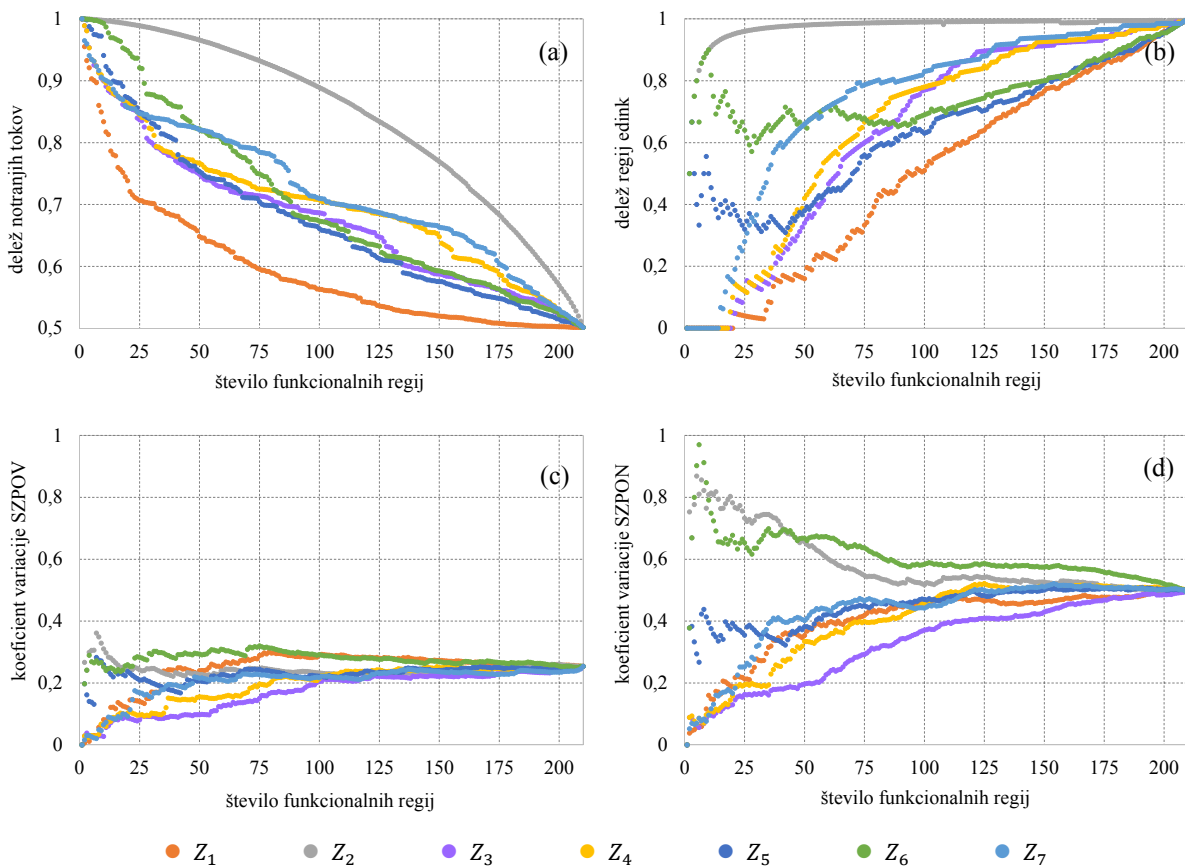 (a)
delež notranjih tokov
1
0,9
0,8
0,7
0,6
0,5
0 25 50 75 100 125 150 175 200
število funkcionalnih regij
(b)
delež regij edink
1
0,8
0,6
0,4
0,2
0
0 25 50 75 100 125 150 175 200
število funkcionalnih regij
(c)
koeficient variacije SZPOV
1
0,8
0,6
0,4
0,2
0
0 25 50 75 100 125 150 175 200
število funkcionalnih regij
(d)
koeficient variacije SZPON
1
0,8
0,6
0,4
0,2
0
0 25 50 75 100 125 150 175 200
število funkcionalnih regij
Z₁ Z₂ Z₃ Z₄ Z₅ Z₆ Z₇